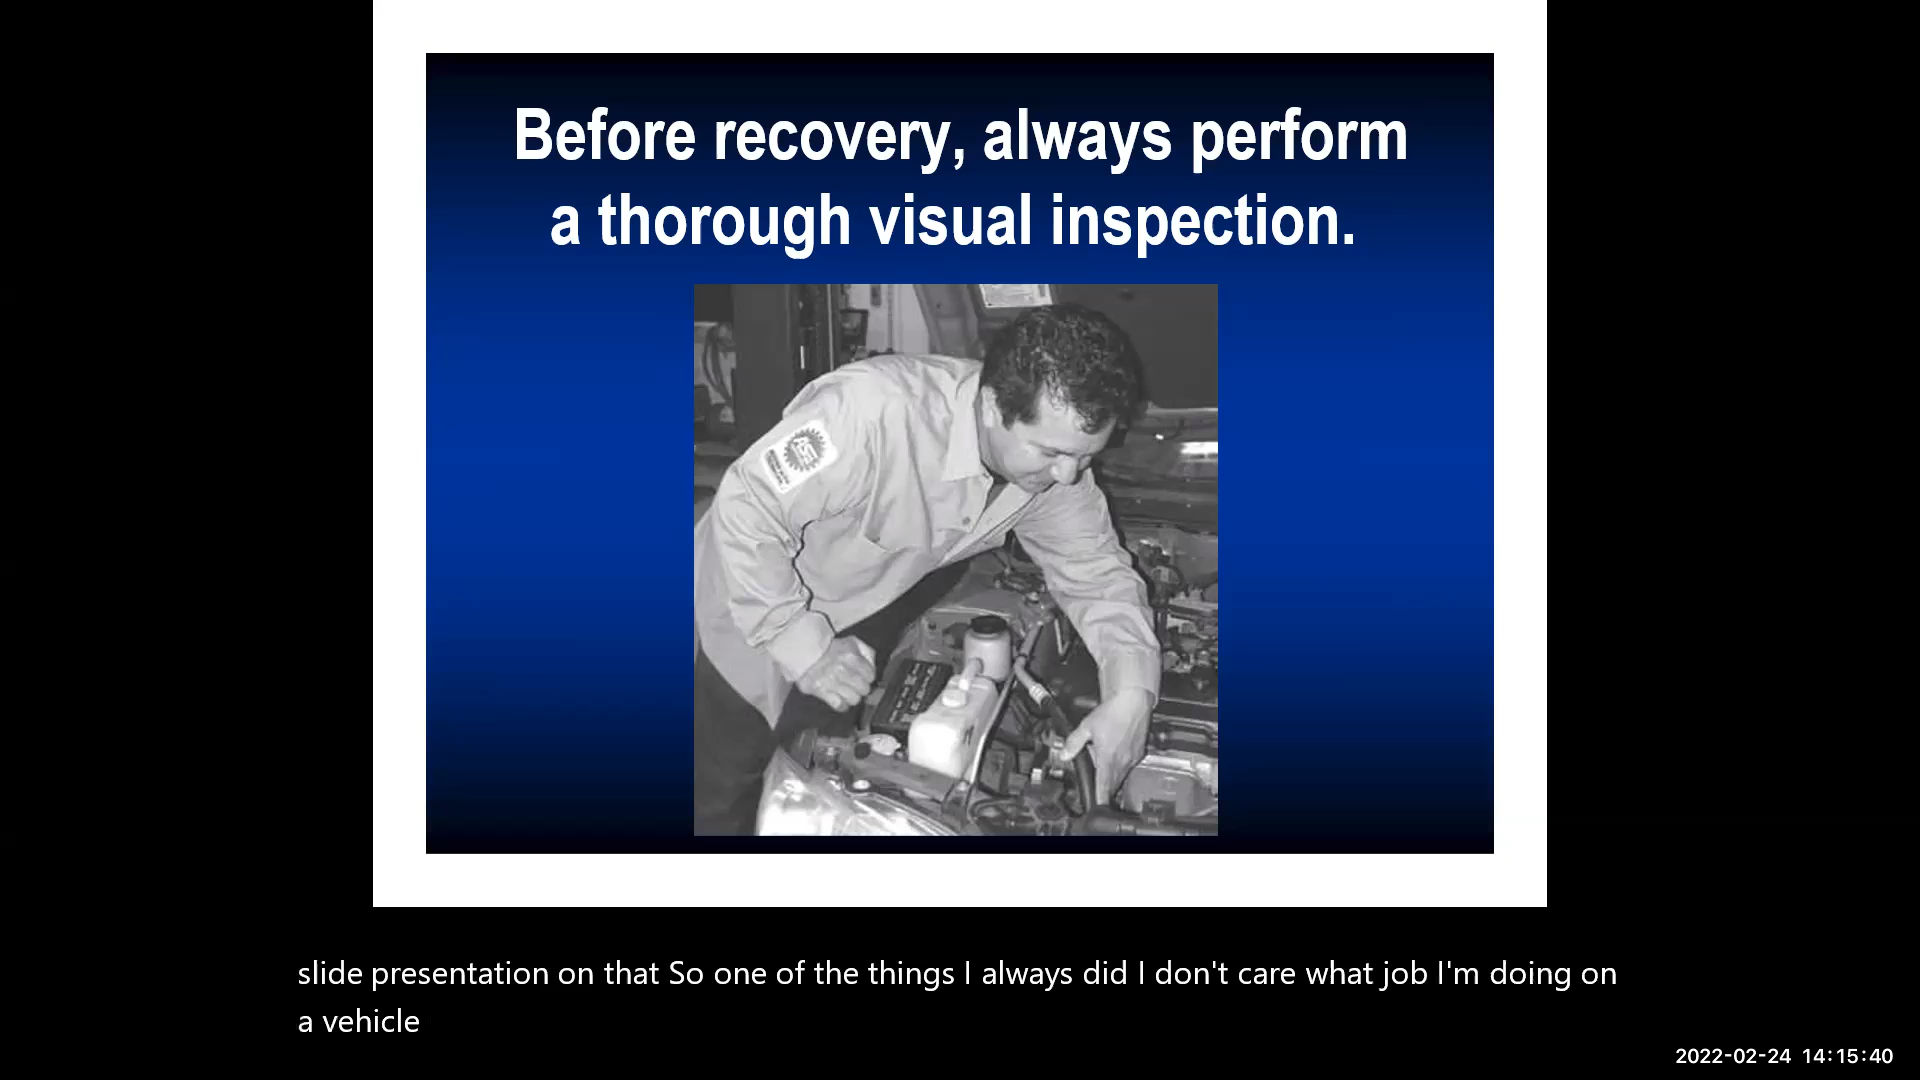 Before recovery, always perform
a thorough visual inspection.
ASE
slide presentation on that So one of the things I always did I don't care what job I'm doing on
a vehicle
2022-02-24 14:15:40